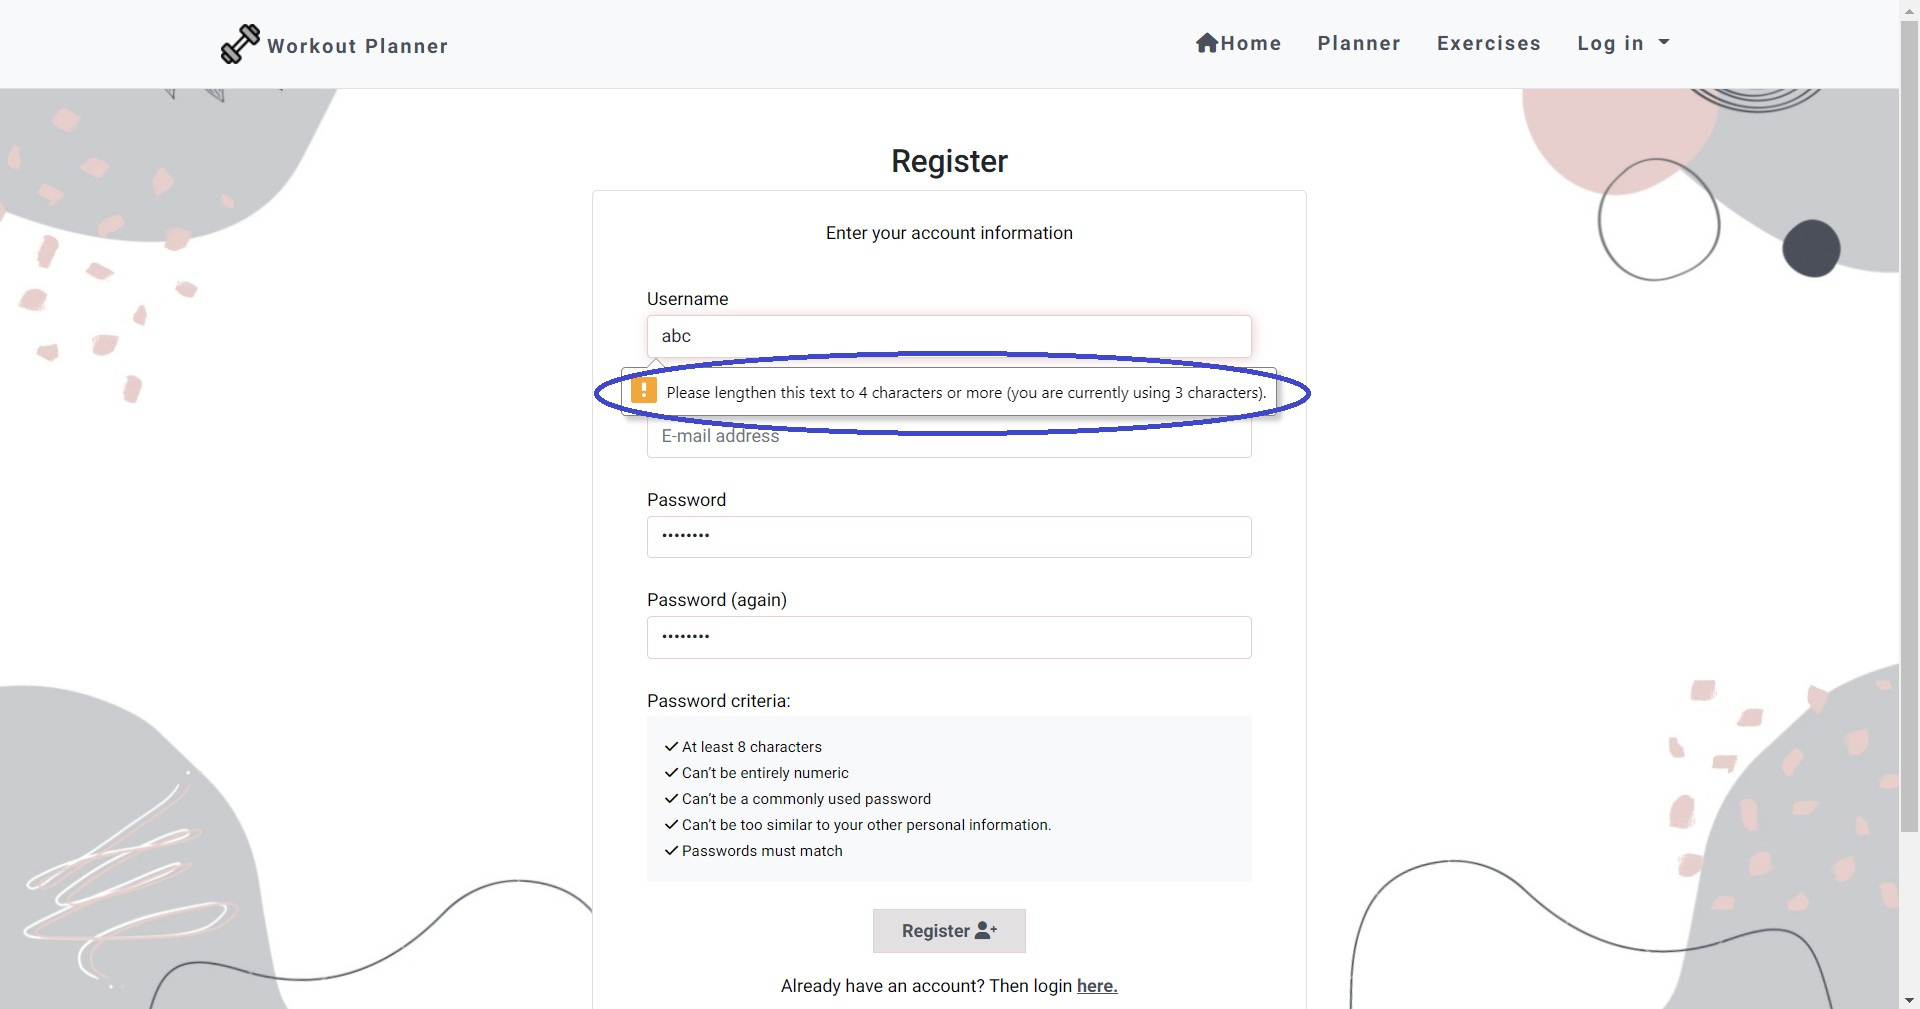 Workout Planner
Home
Planner
Exercises
Log in
Register
Enter your account information
Username
abc
Please lengthen this text to 4 characters or more (you are currently using 3 characters).
E-mail address
Password
••••••••
Password (again)
••••••••
Password criteria:
At least 8 characters
Can't be entirely numeric
Can't be a commonly used password
Can't be too similar to your other personal information.
Passwords must match
Register
Already have an account? Then login here.